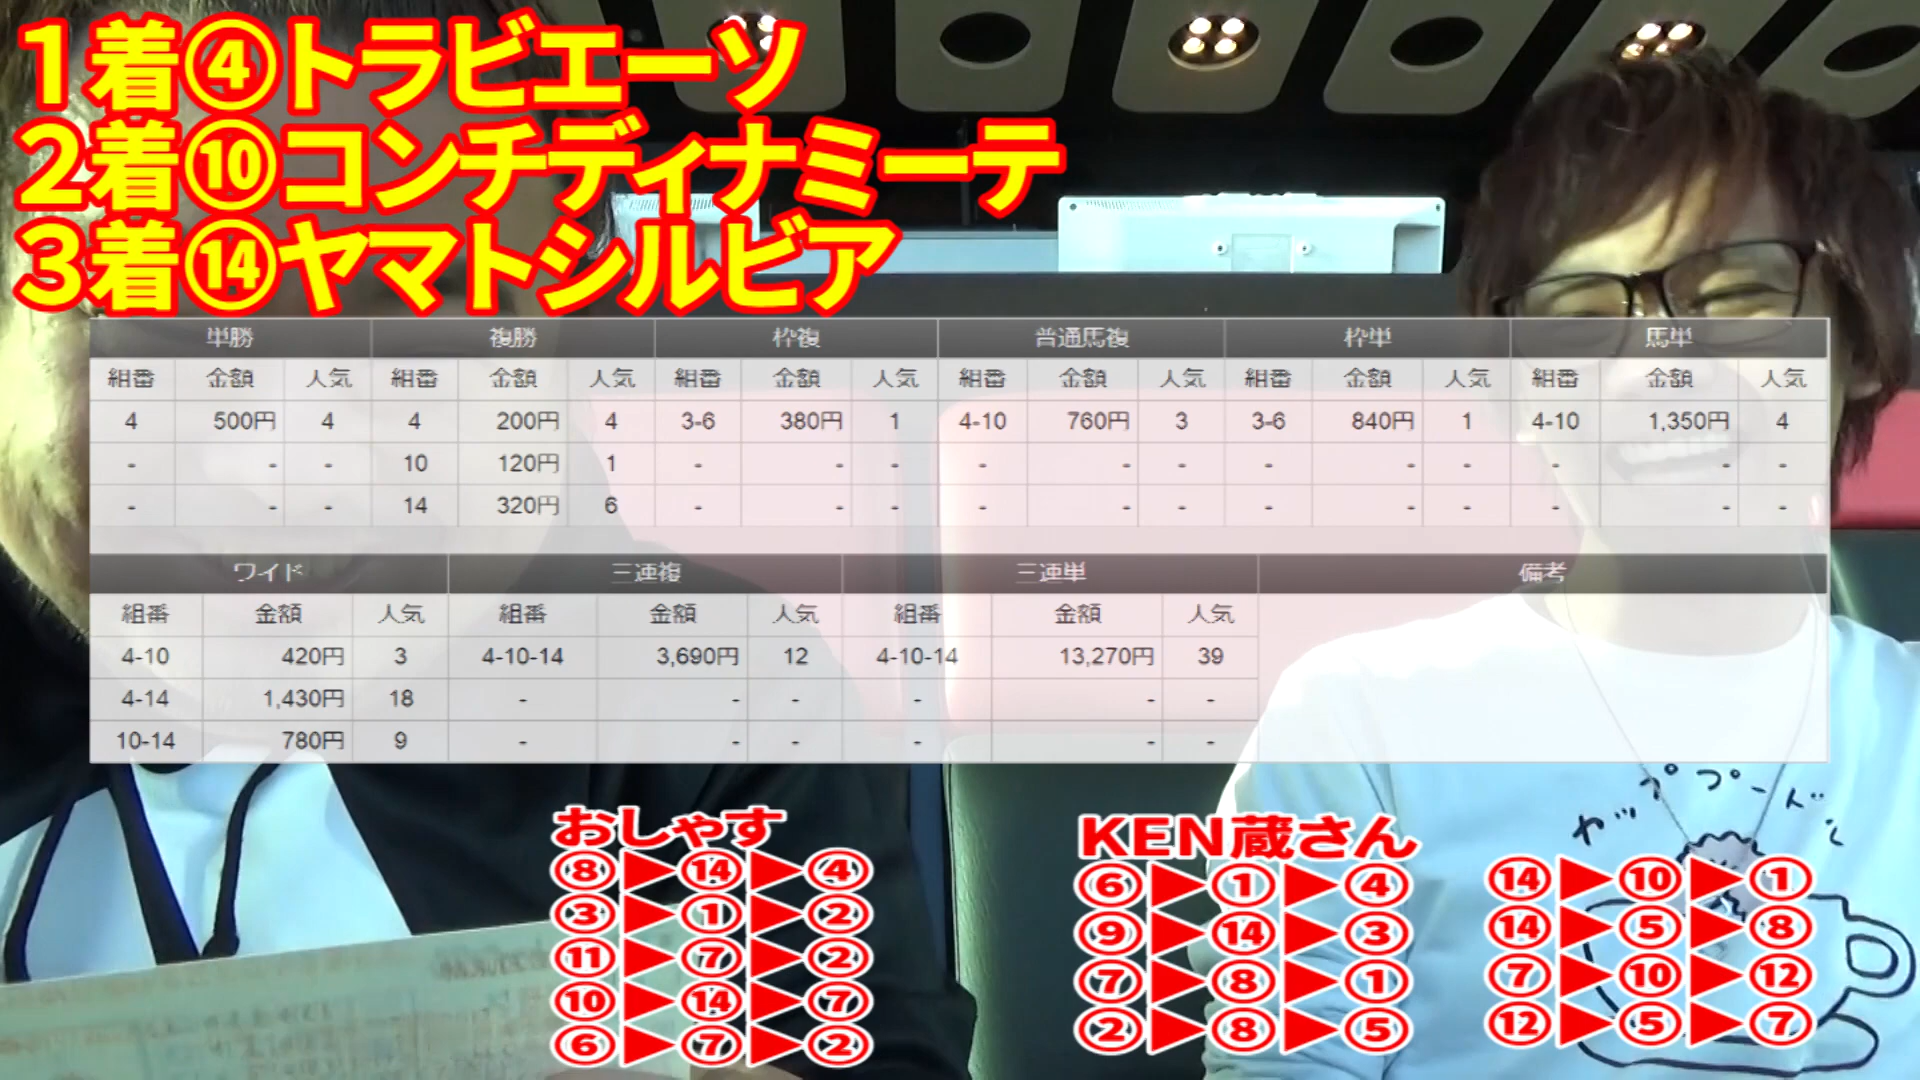 1着④トラビエーソ
2着⑩コンチディナミーテ
3着⑭ヤマトシルビア
単勝 複勝 枠複 普通馬複 枠単 馬単
組番 金額 人気 組番 金額 人気 組番 金額 人気 組番 金額 人気 組番 金額 人気 組番 金額 人気
4 500円 4 4 200円 4 3-6 380円 1 4-10 760円 3 3-6 840円 1 4-10 1,350円 4
- - - 10 120円 1 - - - - - - - - - - - -
- - - 14 320円 6 - - - - - - - - - - - -
ワイド 三連複 三連単 備考
組番 金額 人気 組番 金額 人気 組番 金額 人気
4-10 420円 3 4-10-14 3,690円 12 4-10-14 13,270円 39
4-14 1,430円 18 - - - - - -
10-14 780円 9 - - - - - -
おしゃす
⑧▶⑭▶④
③▶①▶②
⑪▶⑦▶②
⑩▶⑭▶⑦
⑥▶⑦▶②
KEN蔵さん
⑥▶①▶④
⑨▶⑭▶③
⑦▶⑧▶①
②▶⑧▶⑤
⑭▶⑩▶①
⑭▶⑤▶⑧
⑦▶⑩▶⑫
⑫▶⑤▶⑦